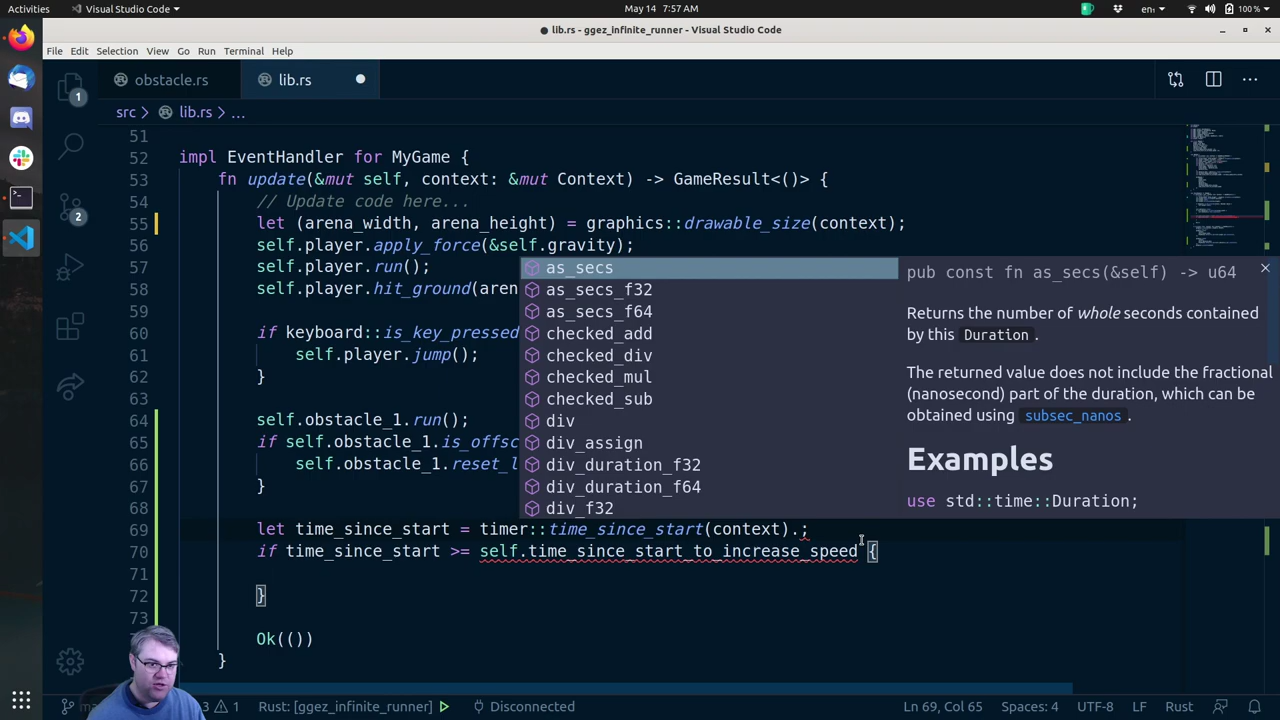 Activities
Visual Studio Code
May 14 7:57 AM
en₁
100 %
lib.rs - ggez_infinite_runner - Visual Studio Code
File Edit Selection View Go Run Terminal Help
obstacle.rs
lib.rs
src > lib.rs > ...
51
52 impl EventHandler for MyGame {
53 fn update(&mut self, context: &mut Context) -> GameResult<()> {
54 // Update code here...
55 let (arena_width, arena_height) = graphics::drawable_size(context);
56 self.player.apply_force(&self.gravity);
57 self.player.run();
58 self.player.hit_ground(aren
59
60 if keyboard::is_key_pressed
61 self.player.jump();
62 }
63
64 self.obstacle_1.run();
65 if self.obstacle_1.is_offsc
66 self.obstacle_1.reset_l
67 }
68
69 let time_since_start = timer::time_since_start(context).;
70 if time_since_start >= self.time_since_start_to_increase_speed {
71
72 }
73
Ok(())
}
as_secs
as_secs_f32
as_secs_f64
checked_add
checked_div
checked_mul
checked_sub
div
div_assign
div_duration_f32
div_duration_f64
div_f32
pub const fn as_secs(&self) -> u64
Returns the number of whole seconds contained
by this Duration.
The returned value does not include the fractional
(nanosecond) part of the duration, which can be
obtained using subsec_nanos.
Examples
use std::time::Duration;
1
2
3 1 Rust: [ggez_infinite_runner] Disconnected Ln 69, Col 65 Spaces: 4 UTF-8 LF Rust